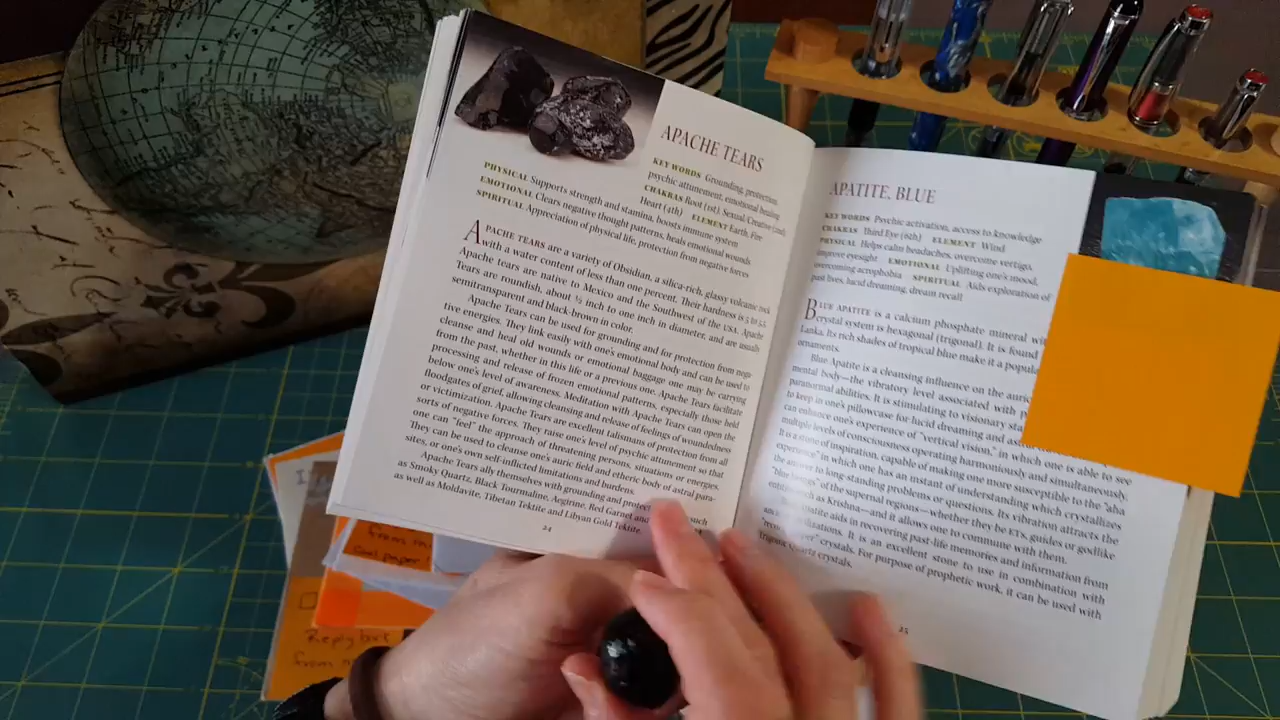 APACHE TEARS
KEY WORDS Grounding, protection,
psychic attunement, emotional healing
CHAKRAS Root (1st), Sexual/Creative (2nd),
Heart (4th) ELEMENT Earth, Fire
PHYSICAL Supports strength and stamina, boosts immune system
EMOTIONAL Clears negative thought patterns, heals emotional wounds
SPIRITUAL Appreciation of physical life, protection from negative forces
APACHE TEARS are a variety of Obsidian, a silica-rich, glassy volcanic rock
with a water content of less than one percent. Their hardness is 5 to 5.5.
Apache tears are native to Mexico and the Southwest of the USA. Apache
Tears are roundish, about ½ inch to one inch in diameter, and are usually
semitransparent and black-brown in color.
Apache Tears can be used for grounding and for protection from nega-
tive energies. They link easily with one's emotional body and can be used to
cleanse and heal old wounds or emotional baggage one may be carrying
from the past, whether in this life or a previous one. Apache Tears facilitate
processing and release of frozen emotional patterns, especially those held
below one's level of awareness. Meditation with Apache Tears can open the
floodgates of grief, allowing cleansing and release of feelings of woundedness
or victimization. Apache Tears are excellent talismans of protection from all
sorts of negative forces. They raise one's level of psychic attunement so that
one can "feel" the approach of threatening persons, situations or energies.
They can be used to cleanse one's auric field and etheric body of astral para-
sites, or one's own self-inflicted limitations and burdens.
Apache Tears ally themselves with grounding and protec such
as Smoky Quartz, Black Tourmaline, Aegirine, Red Garnet and
as well as Moldavite, Tibetan Tektite and Libyan Gold Tektite.
24
APATITE, BLUE
KEY WORDS Psychic activation, access to knowledge
CHAKRAS Third Eye (6th) ELEMENT Wind
PHYSICAL Helps calm headaches, overcome vertigo,
improve eyesight EMOTIONAL Uplifting one's mood,
overcoming acrophobia SPIRITUAL Aids exploration of
past lives, lucid dreaming, dream recall
BLUE APATITE is a calcium phosphate mineral wi
crystal system is hexagonal (trigonal). It is found
Lanka. Its rich shades of tropical blue make it a popula
ornaments.
Blue Apatite is a cleansing influence on the auric
mental body—the vibratory level associated with p
paranormal abilities. It is stimulating to visionary sta
to keep in one's pillowcase for lucid dreaming and as
can enhance one's experience of "vertical vision," in which one is able to see
multiple levels of consciousness operating harmoniously and simultaneously.
It is a stone of inspiration, capable of making one more susceptible to the "aha
experience" in which one has an instant of understanding which crystallizes
the answer to long-standing problems or questions. Its vibration attracts the
"blue beings" of the supernal regions—whether they be ETs, guides or godlike
such as Krishna—and it allows one to commune with them.
aids in recovering past-life memories and information from
It is an excellent stone to use in combination with
crystals. For purpose of prophetic work, it can be used with
Trigonic Quartz crystals.
25
from
cool paper
Reply but
from